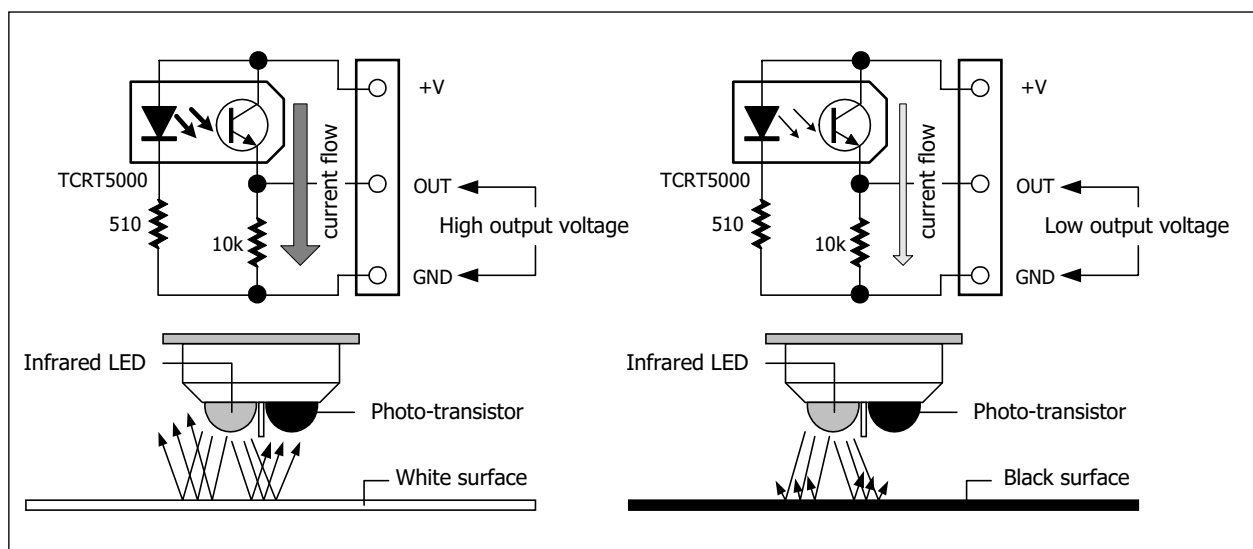 +V
TCRT5000
current flow
OUT
510
High output voltage
10k
GND
Infrared LED
Photo-transistor
White surface
+V
TCRT5000
current flow
OUT
510
Low output voltage
10k
GND
Infrared LED
Photo-transistor
Black surface